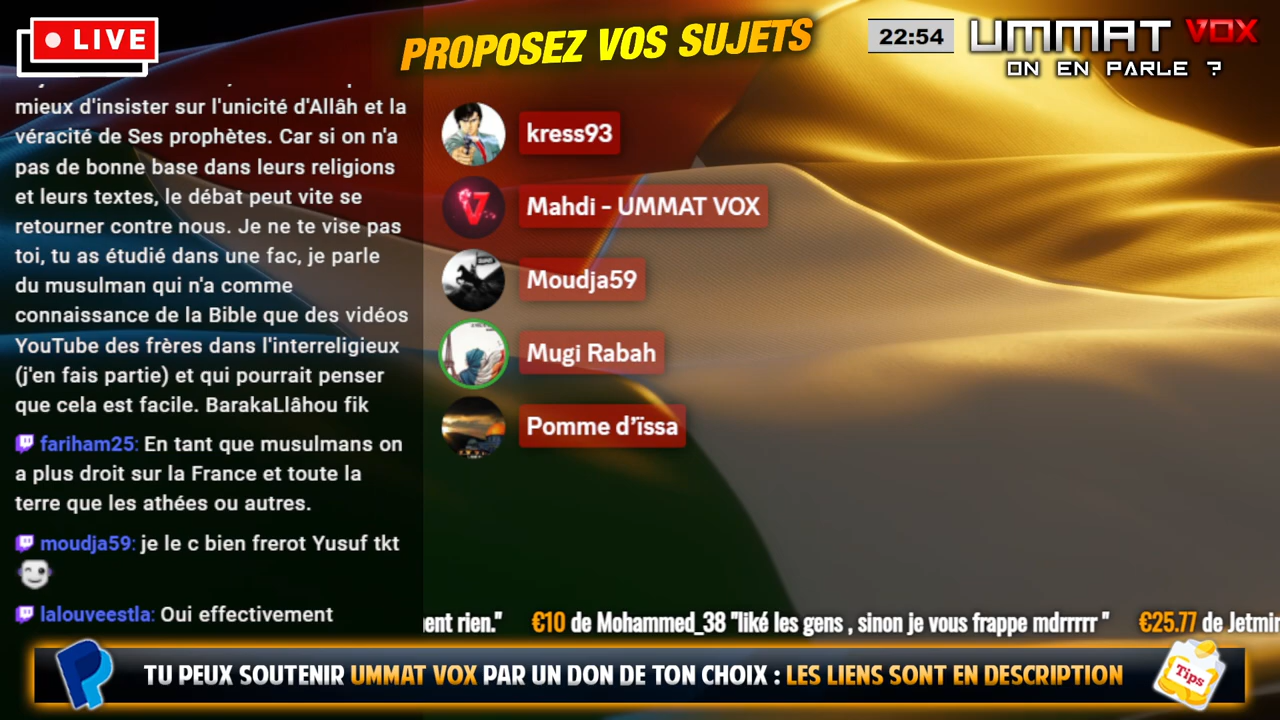 LIVE
PROPOSEZ VOS SUJETS
22:54
UMMAT VOX
ON EN PARLE ?
mieux d'insister sur l'unicité d'Allâh et la
véracité de Ses prophètes. Car si on n'a
pas de bonne base dans leurs religions
et leurs textes, le débat peut vite se
retourner contre nous. Je ne te vise pas
toi, tu as étudié dans une fac, je parle
du musulman qui n'a comme
connaissance de la Bible que des vidéos
YouTube des frères dans l'interreligieux
(j'en fais partie) et qui pourrait penser
que cela est facile. BarakaLlâhou fik
fariham25: En tant que musulmans on
a plus droit sur la France et toute la
terre que les athées ou autres.
moudja59: je le c bien frerot Yusuf tkt
lalouveestla: Oui effectivement
kress93
Mahdi - UMMAT VOX
Moudja59
Mugi Rabah
Pomme d'ïssa
ent rien." €10 de Mohammed_38 "liké les gens , sinon je vous frappe mdrrrrr " €25.77 de Jetmir
TU PEUX SOUTENIR UMMAT VOX PAR UN DON DE TON CHOIX : LES LIENS SONT EN DESCRIPTION
Tips